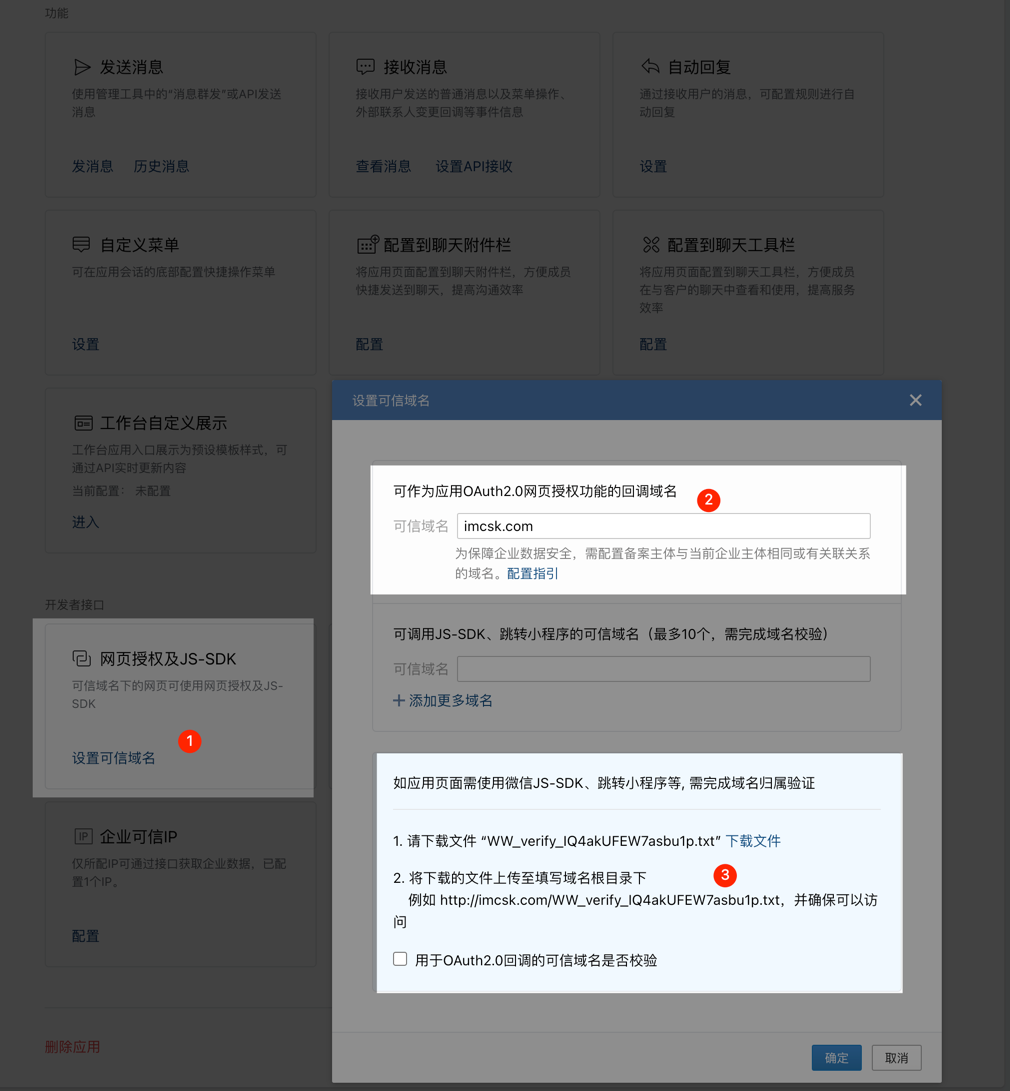 功能
发送消息
使用管理工具中的“消息群发”或API发送
消息
发消息 历史消息
接收消息
接收用户发送的普通消息以及菜单操作、
外部联系人变更回调等事件信息
查看消息 设置API接收
自动回复
通过接收用户的消息，可配置规则进行自
动回复
设置
自定义菜单
可在应用会话的底部配置快捷操作菜单
设置
配置到聊天附件栏
将应用页面配置到聊天附件栏，方便成员
快捷发送到聊天，提高沟通效率
配置
配置到聊天工具栏
将应用页面配置到聊天工具栏，方便成员
在与客户的聊天中查看和使用，提高服务
效率
配置
工作台自定义展示
工作台应用入口展示为预设模板样式，可
通过API实时更新内容
当前配置： 未配置
进入
开发者接口
网页授权及JS-SDK
可信域名下的网页可使用网页授权及JS-
SDK
设置可信域名
1
IP 企业可信IP
仅所配IP可通过接口获取企业数据，已配
置1个IP。
配置
删除应用
设置可信域名
可作为应用OAuth2.0网页授权功能的回调域名
2
可信域名 imcsk.com
为保障企业数据安全，需配置备案主体与当前企业主体相同或有关联关系
的域名。配置指引
可调用JS-SDK、跳转小程序的可信域名（最多10个，需完成域名校验）
可信域名
添加更多域名
如应用页面需使用微信JS-SDK、跳转小程序等, 需完成域名归属验证
1. 请下载文件 “WW_verify_IQ4akUFEW7asbu1p.txt” 下载文件
2. 将下载的文件上传至填写域名根目录下
3
例如 http://imcsk.com/WW_verify_IQ4akUFEW7asbu1p.txt，并确保可以访
问
用于OAuth2.0回调的可信域名是否校验
确定 取消